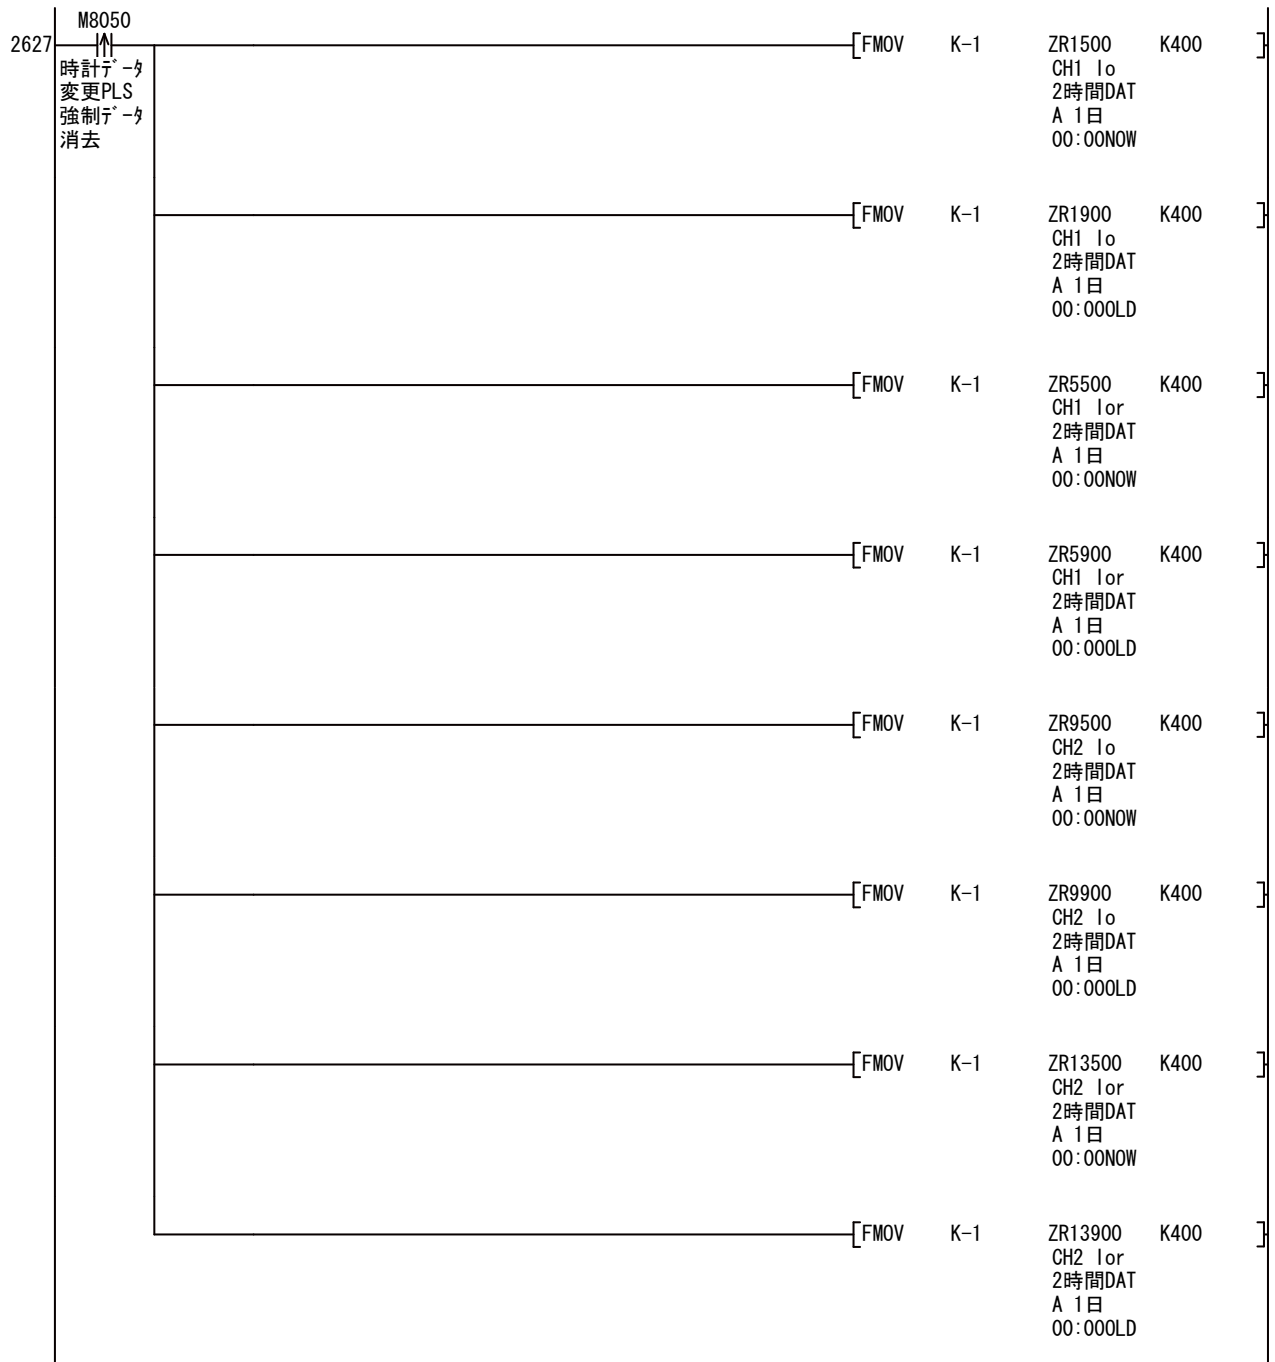 M8050
2627
時計ﾃﾞｰﾀ
変更PLS
強制ﾃﾞｰﾀ
消去
[FMOV K-1 ZR1500 K400 ]
CH1 Io
2時間DAT
A 1日
00:00NOW
[FMOV K-1 ZR1900 K400 ]
CH1 Io
2時間DAT
A 1日
00:00OLD
[FMOV K-1 ZR5500 K400 ]
CH1 Ior
2時間DAT
A 1日
00:00NOW
[FMOV K-1 ZR5900 K400 ]
CH1 Ior
2時間DAT
A 1日
00:00OLD
[FMOV K-1 ZR9500 K400 ]
CH2 Io
2時間DAT
A 1日
00:00NOW
[FMOV K-1 ZR9900 K400 ]
CH2 Io
2時間DAT
A 1日
00:00OLD
[FMOV K-1 ZR13500 K400 ]
CH2 Ior
2時間DAT
A 1日
00:00NOW
[FMOV K-1 ZR13900 K400 ]
CH2 Ior
2時間DAT
A 1日
00:00OLD